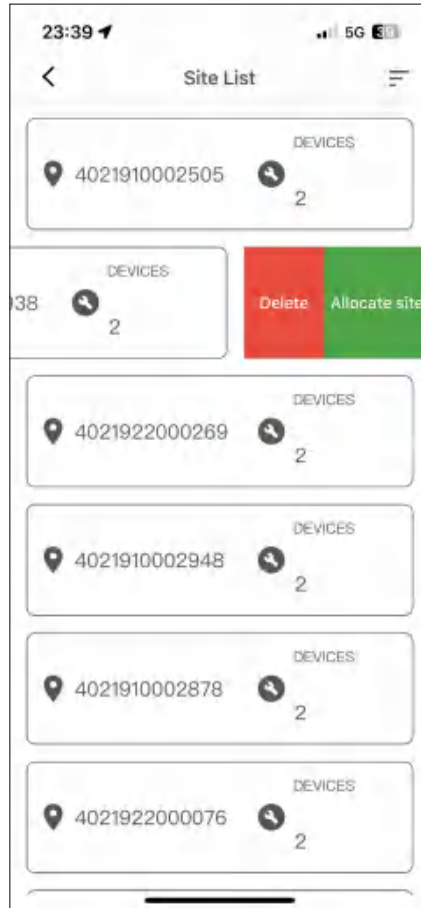 23:39 5G
Site List
DEVICES
4021910002505
2
DEVICES
938
2
Delete Allocate site
DEVICES
4021922000269
2
DEVICES
4021910002948
2
DEVICES
4021910002878
2
DEVICES
4021922000076
2